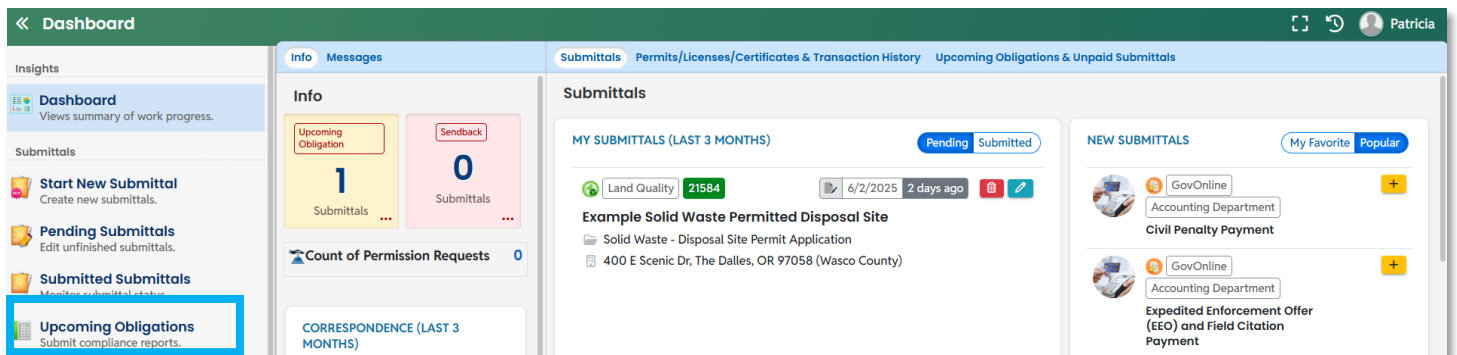 Dashboard
Patricia
Insights
Dashboard
Views summary of work progress.
Submittals
Start New Submittal
Create new submittals.
Pending Submittals
Edit unfinished submittals.
Submitted Submittals
Monitor submittal status.
Upcoming Obligations
Submit compliance reports.
Info Messages
Info
Upcoming
Obligation
1
Submittals ...
Sendback
0
Submittals
...
Count of Permission Requests 0
CORRESPONDENCE (LAST 3
MONTHS)
Submittals Permits/Licenses/Certificates & Transaction History Upcoming Obligations & Unpaid Submittals
Submittals
MY SUBMITTALS (LAST 3 MONTHS) Pending Submitted
Land Quality 21584 6/2/2025 2 days ago
Example Solid Waste Permitted Disposal Site
Solid Waste - Disposal Site Permit Application
400 E Scenic Dr, The Dalles, OR 97058 (Wasco County)
NEW SUBMITTALS My Favorite Popular
GovOnline +
Accounting Department
Civil Penalty Payment
GovOnline +
Accounting Department
Expedited Enforcement Offer
(EEO) and Field Citation
Payment